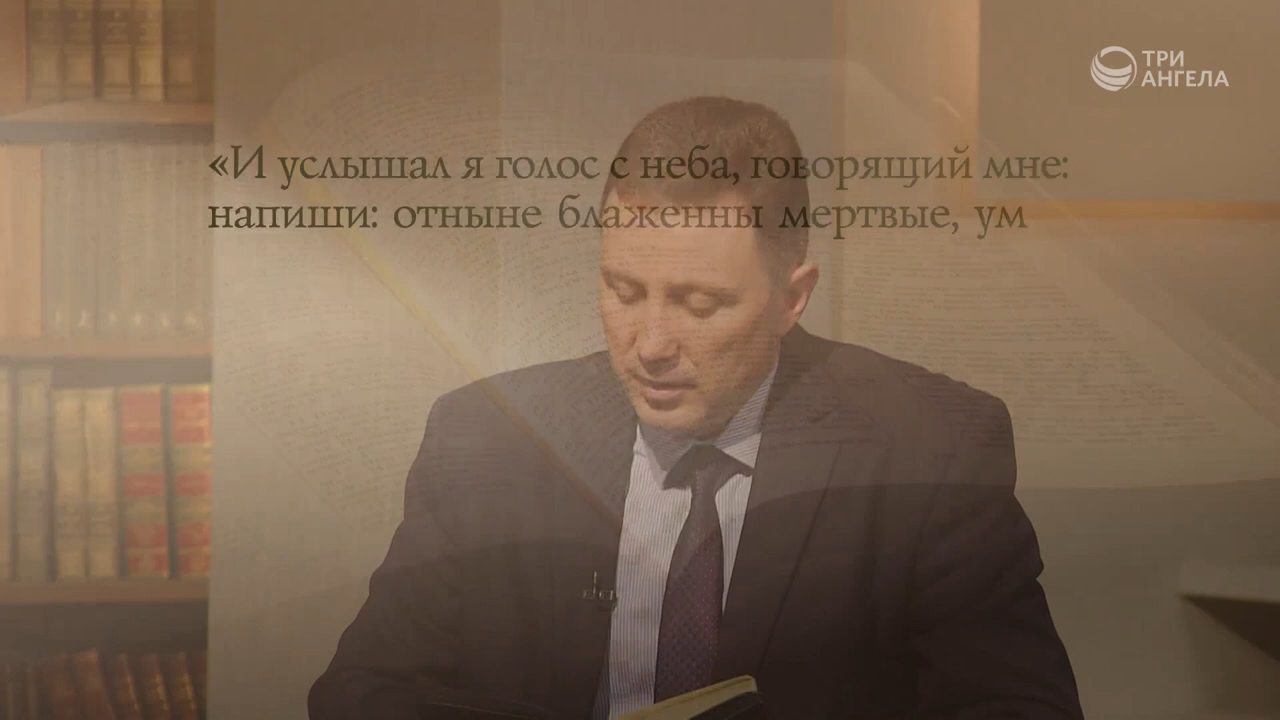 ТРИ
АНГЕЛА
«И услышал я голос с неба, говорящий мне:
напиши: отныне блаженны мертвые, ум